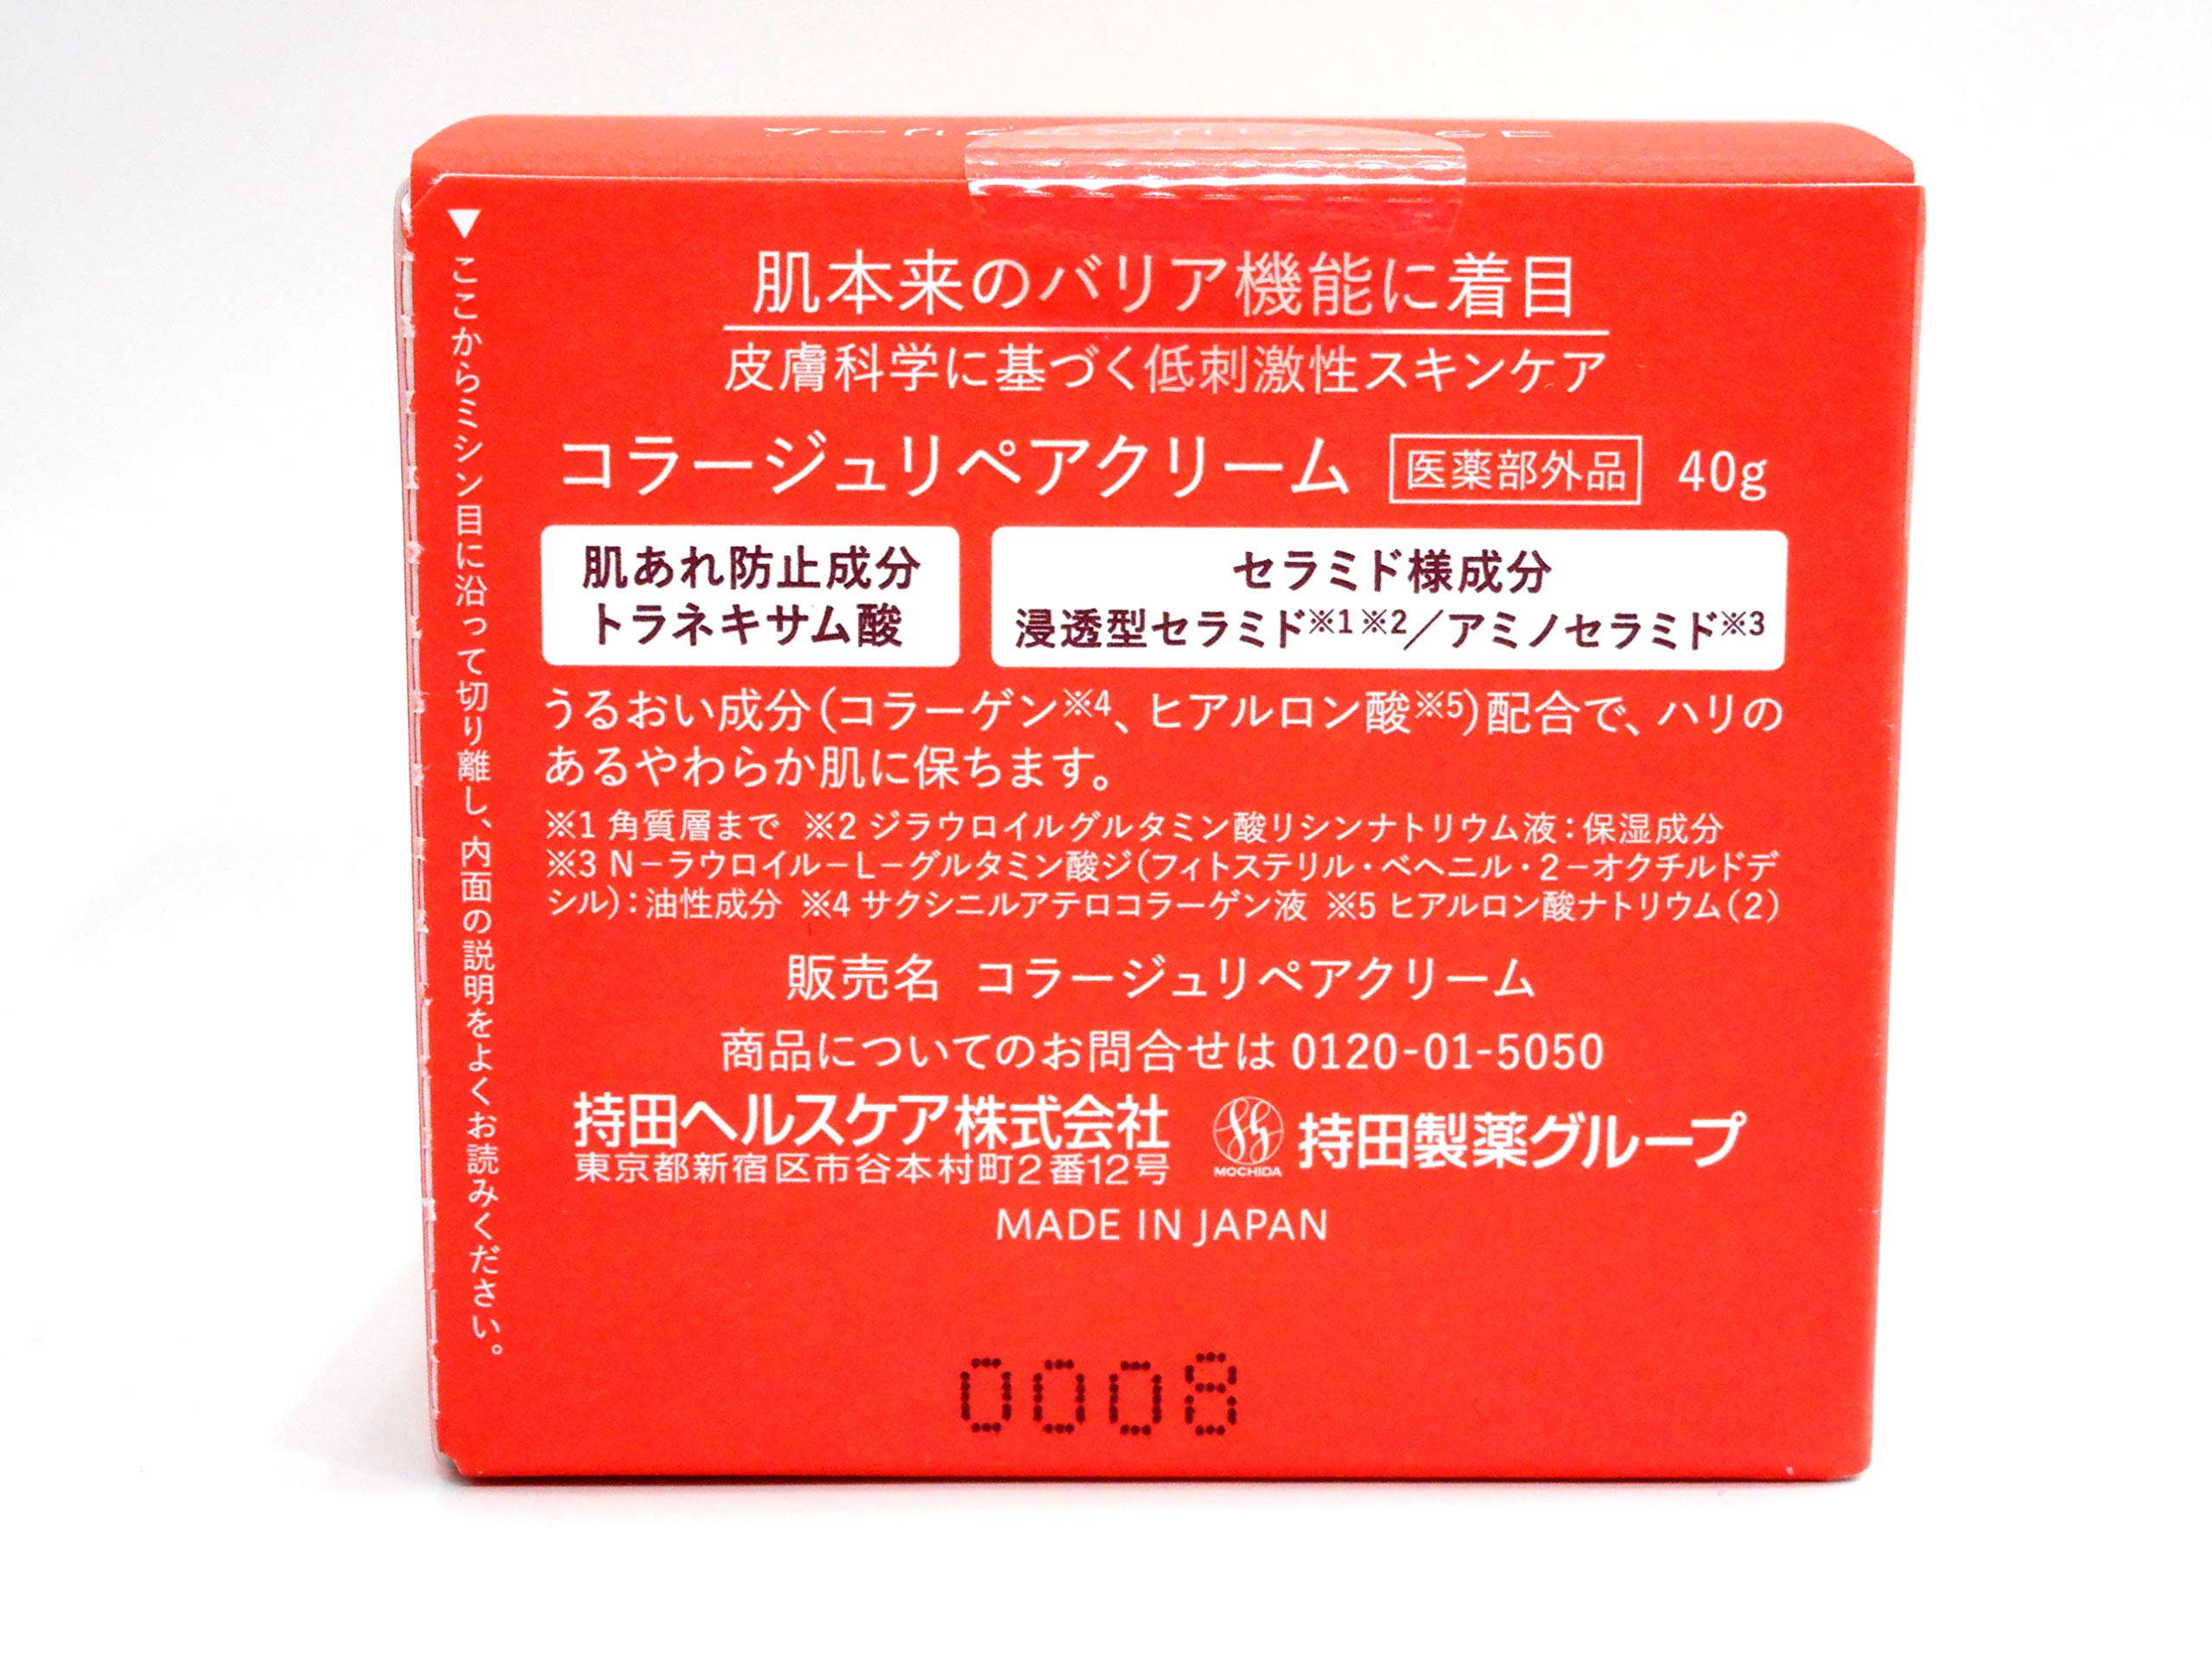 ▼ここからミシン目に沿って切り離し、内面の説明をよくお読みください。
肌本来のバリア機能に着目
皮膚科学に基づく低刺激性スキンケア
コラージュリペアクリーム 医薬部外品 40g
肌あれ防止成分
トラネキサム酸
セラミド様成分
浸透型セラミド※1※2／アミノセラミド※3
うるおい成分(コラーゲン※4、ヒアルロン酸※5)配合で、ハリの
あるやわらか肌に保ちます。
※1 角質層まで ※2 ジラウロイルグルタミン酸リシンナトリウム液：保湿成分
※3 N－ラウロイル－L－グルタミン酸ジ(フィトステリル・ベヘニル・2－オクチルドデ
シル)：油性成分 ※4 サクシニルアテロコラーゲン液 ※5 ヒアルロン酸ナトリウム(2)
販売名 コラージュリペアクリーム
商品についてのお問合せは 0120-01-5050
持田ヘルスケア株式会社
東京都新宿区市谷本村町2番12号
MOCHIDA
持田製薬グループ
MADE IN JAPAN
0008